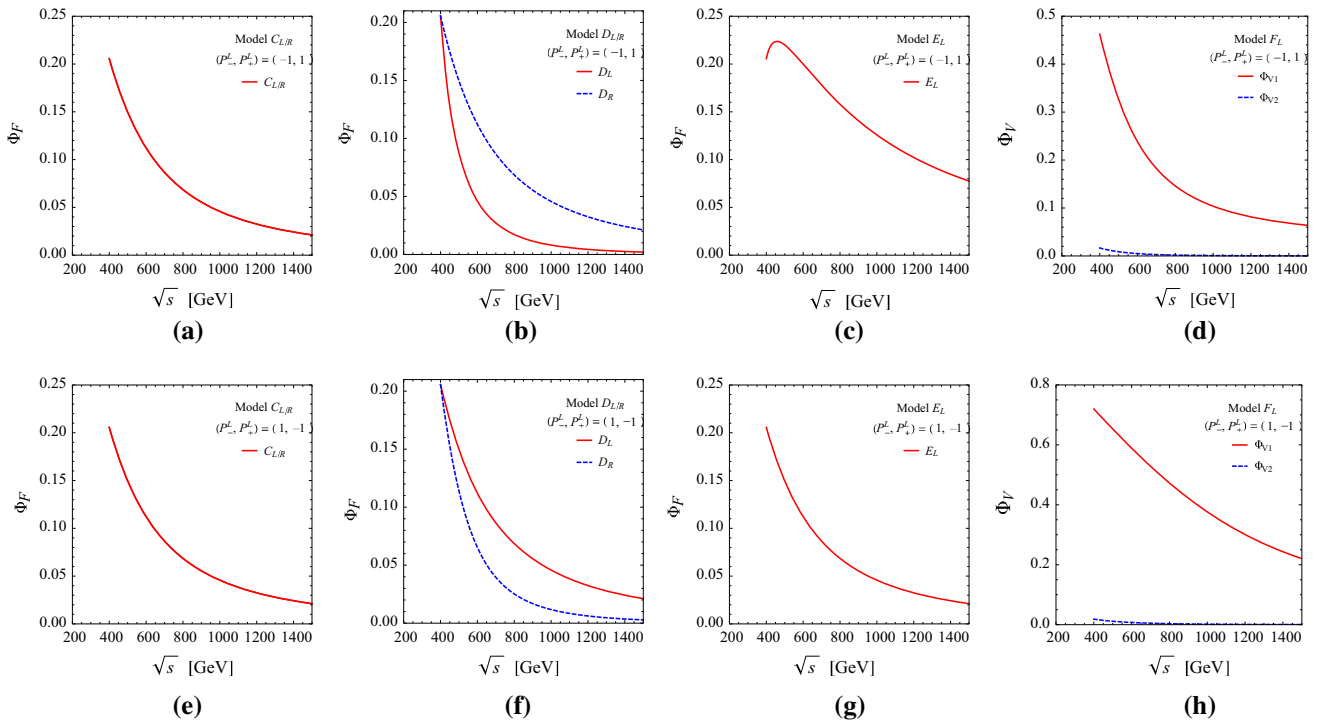 0.25
0.20
0.15
0.10
0.05
0.00
Φ_F
Model C_{L/R}
(P^L_-, P^L_+) = ( −1, 1 )
C_{L/R}
200 400 600 800 1000 1200 1400
√s [GeV]
(a)
0.20
0.15
0.10
0.05
0.00
Φ_F
Model D_{L/R}
(P^L_-, P^L_+) = ( −1, 1 )
D_L
D_R
200 400 600 800 1000 1200 1400
√s [GeV]
(b)
0.25
0.20
0.15
0.10
0.05
0.00
Φ_F
Model E_L
(P^L_-, P^L_+) = ( −1, 1 )
E_L
200 400 600 800 1000 1200 1400
√s [GeV]
(c)
0.5
0.4
0.3
0.2
0.1
0.0
Φ_V
Model F_L
(P^L_-, P^L_+) = ( −1, 1 )
Φ_{V1}
Φ_{V2}
200 400 600 800 1000 1200 1400
√s [GeV]
(d)
0.25
0.20
0.15
0.10
0.05
0.00
Φ_F
Model C_{L/R}
(P^L_-, P^L_+) = ( 1, −1 )
C_{L/R}
200 400 600 800 1000 1200 1400
√s [GeV]
(e)
0.20
0.15
0.10
0.05
0.00
Φ_F
Model D_{L/R}
(P^L_-, P^L_+) = ( 1, −1 )
D_L
D_R
200 400 600 800 1000 1200 1400
√s [GeV]
(f)
0.25
0.20
0.15
0.10
0.05
0.00
Φ_F
Model E_L
(P^L_-, P^L_+) = ( 1, −1 )
E_L
200 400 600 800 1000 1200 1400
√s [GeV]
(g)
0.8
0.6
0.4
0.2
0.0
Φ_V
Model F_L
(P^L_-, P^L_+) = ( 1, −1 )
Φ_{V1}
Φ_{V2}
200 400 600 800 1000 1200 1400
√s [GeV]
(h)